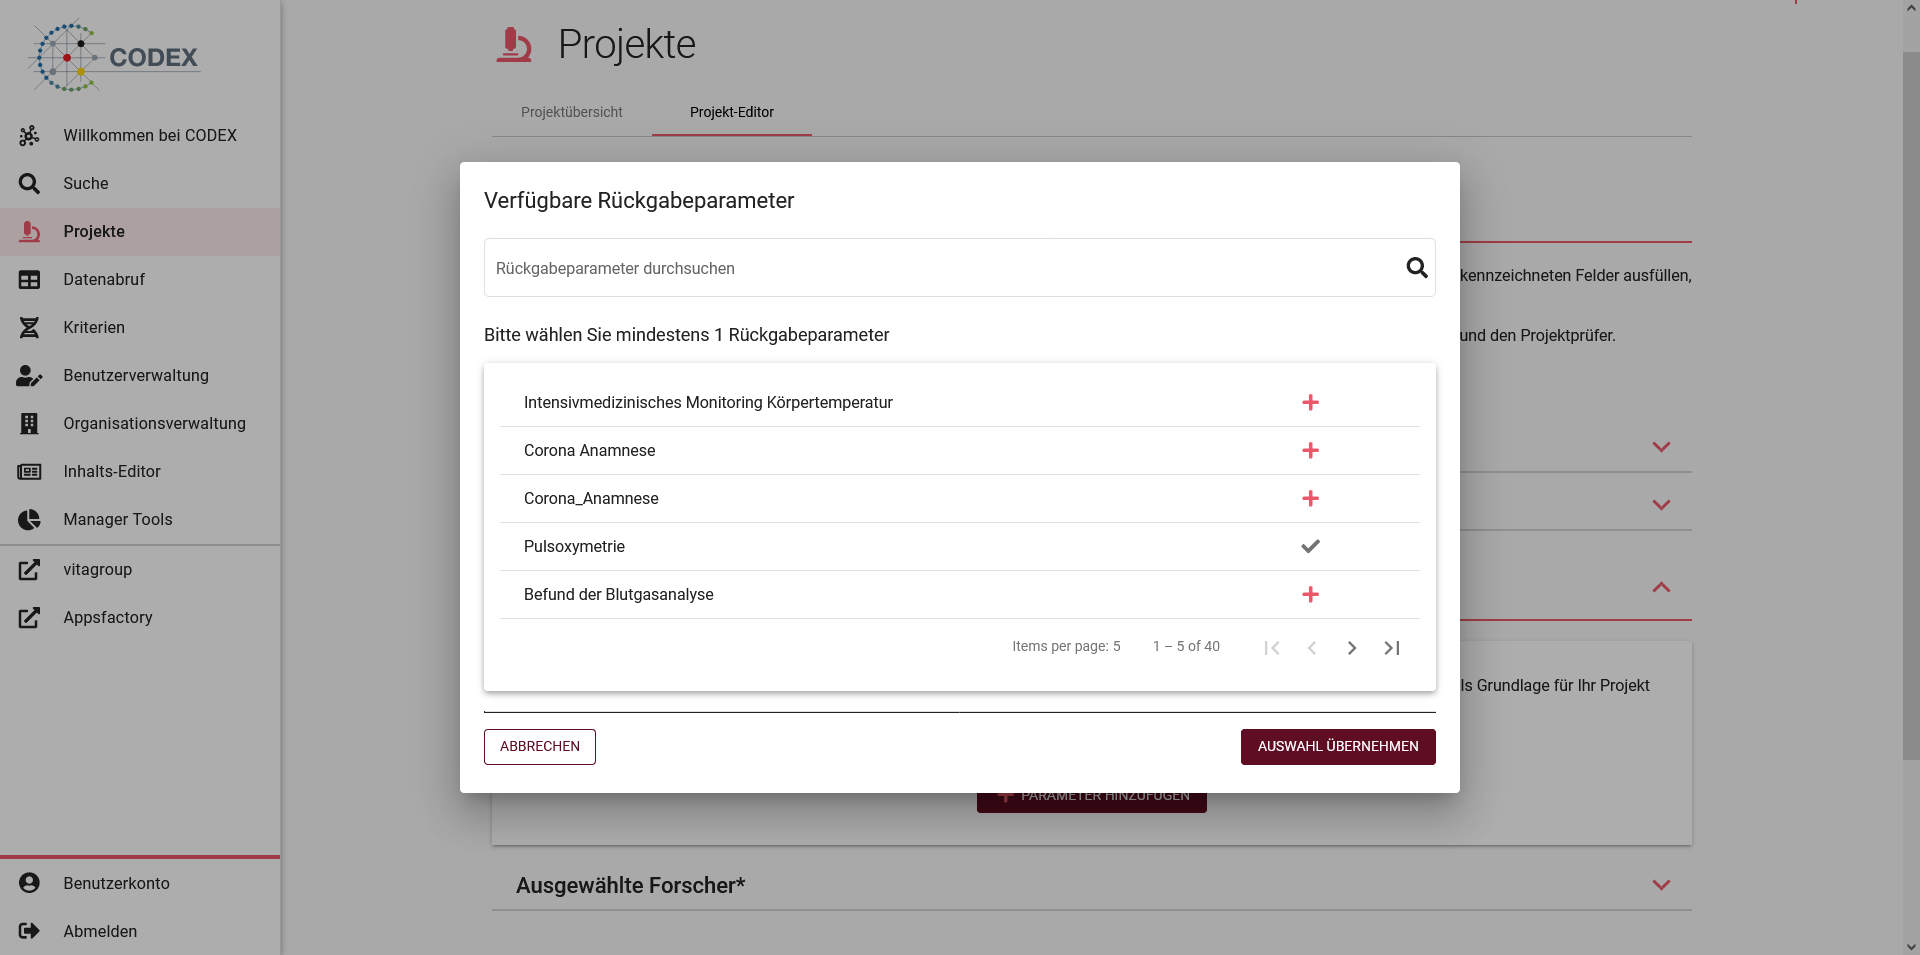 CODEX
Willkommen bei CODEX
Suche
Projekte
Datenabruf
Kriterien
Benutzerverwaltung
Organisationsverwaltung
Inhalts-Editor
Manager Tools
vitagroup
Appsfactory
Benutzerkonto
Abmelden
Projekte
Projektübersicht
Projekt-Editor
kennzeichneten Felder ausfüllen,
und den Projektprüfer.
Verfügbare Rückgabeparameter
Rückgabeparameter durchsuchen
Bitte wählen Sie mindestens 1 Rückgabeparameter
Intensivmedizinisches Monitoring Körpertemperatur
Corona Anamnese
Corona_Anamnese
Pulsoxymetrie
Befund der Blutgasanalyse
Items per page: 5
1 – 5 of 40
ls Grundlage für Ihr Projekt
ABBRECHEN
AUSWAHL ÜBERNEHMEN
PARAMETER HINZUFÜGEN
Ausgewählte Forscher*